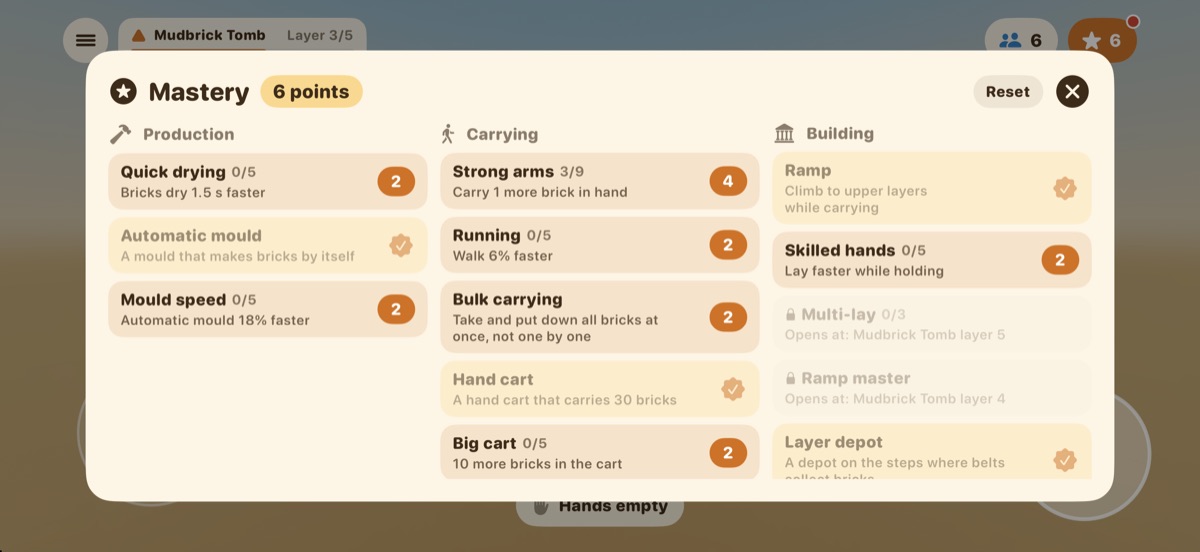 Mudbrick Tomb Layer 3/5
6
6
Mastery 6 points
Reset
Production
Quick drying 0/5
Bricks dry 1.5 s faster
2
Automatic mould
A mould that makes bricks by itself
Mould speed 0/5
Automatic mould 18% faster
2
Carrying
Strong arms 3/9
Carry 1 more brick in hand
4
Running 0/5
Walk 6% faster
2
Bulk carrying
Take and put down all bricks at
once, not one by one
2
Hand cart
A hand cart that carries 30 bricks
Big cart 0/5
10 more bricks in the cart
2
Building
Ramp
Climb to upper layers
while carrying
Skilled hands 0/5
Lay faster while holding
2
Multi-lay 0/3
Opens at: Mudbrick Tomb layer 5
Ramp master
Opens at: Mudbrick Tomb layer 4
Layer depot
A depot on the steps where belts
collect bricks
Hands empty